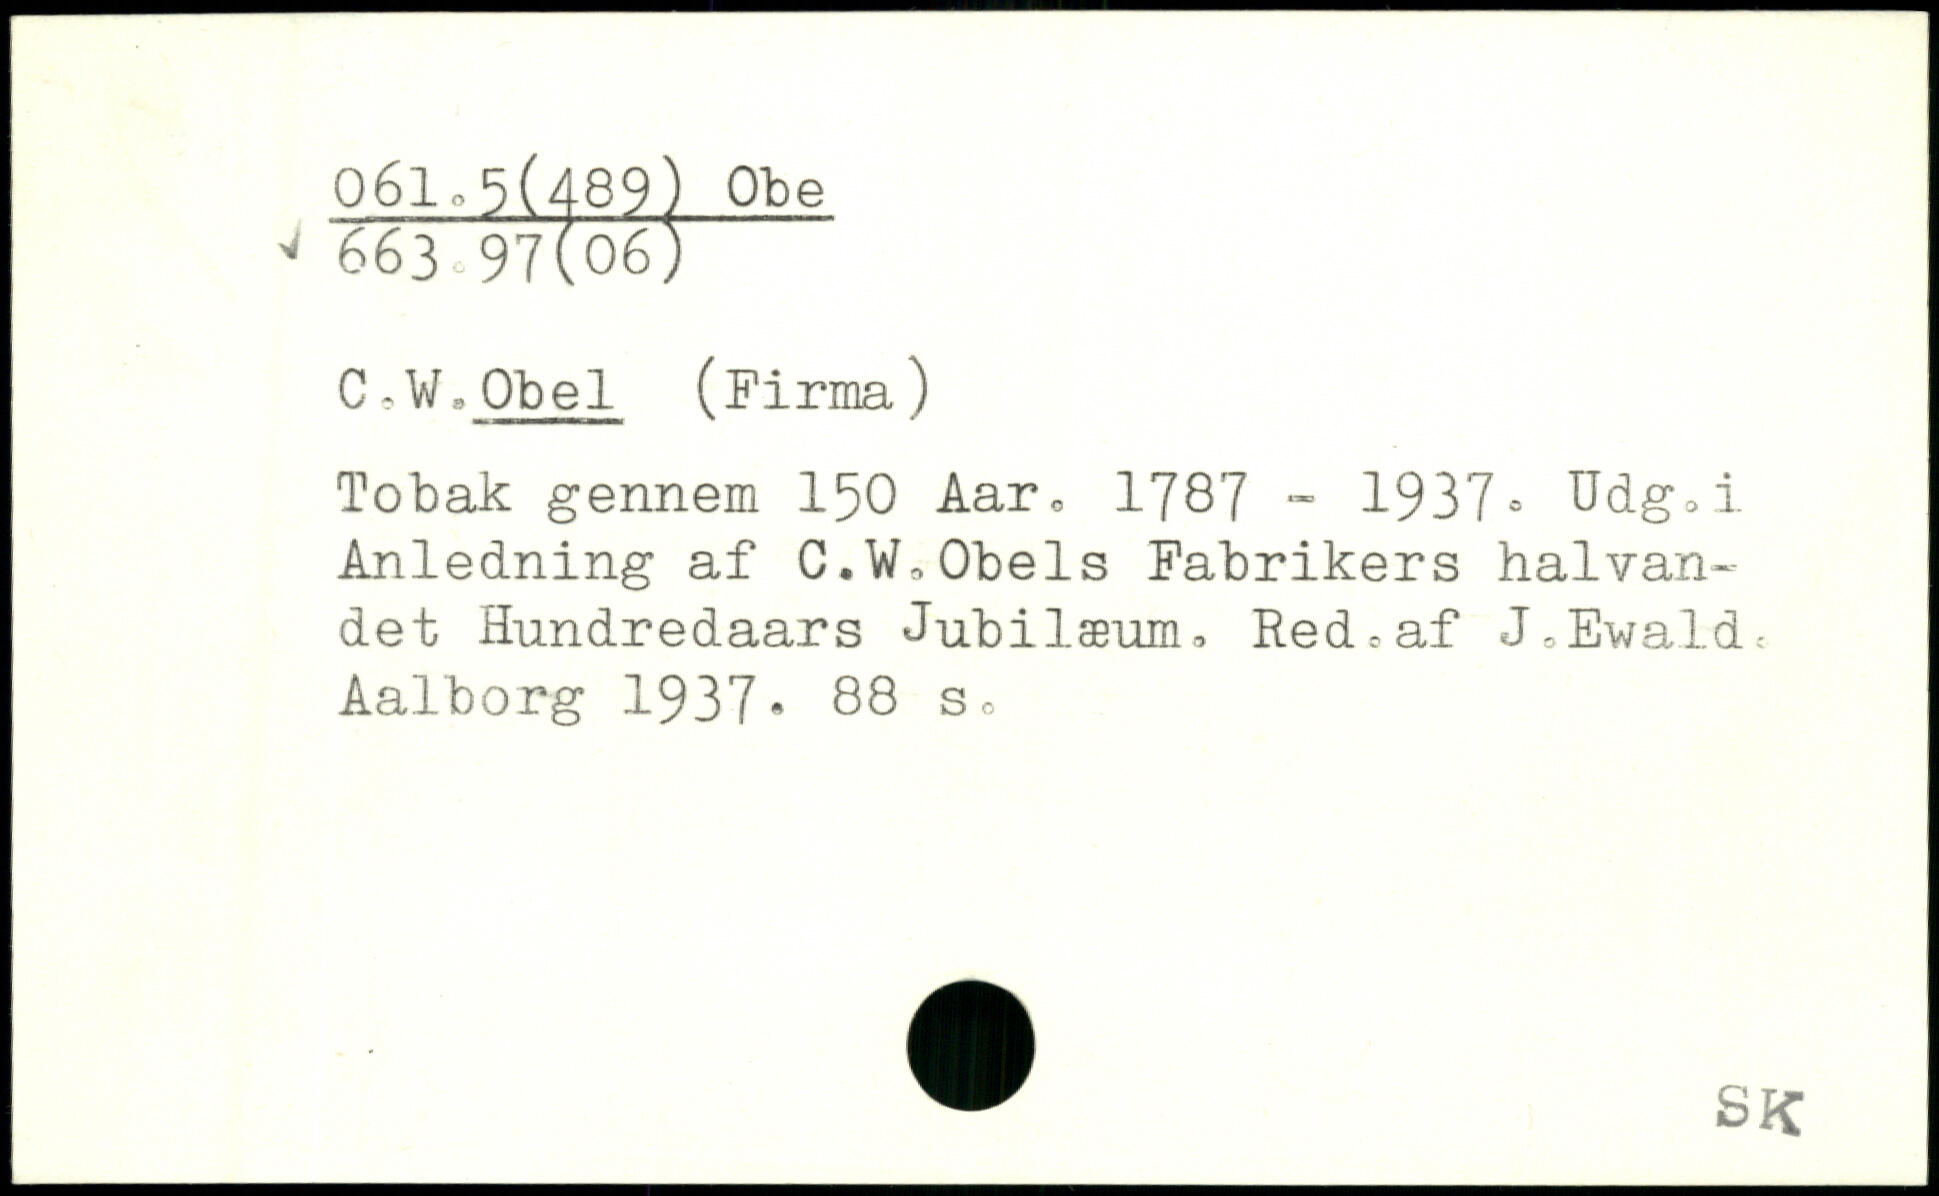 061.5(489) Obe
663.97(06)
C.W.Obel (Firma)
Tobak gennem 150 Aar. 1787 - 1937. Udg.i
Anledning af C.W.Obels Fabrikers halvan-
det Hundredaars Jubilæum. Red.af J.Ewald.
Aalborg 1937. 88 s.
SK